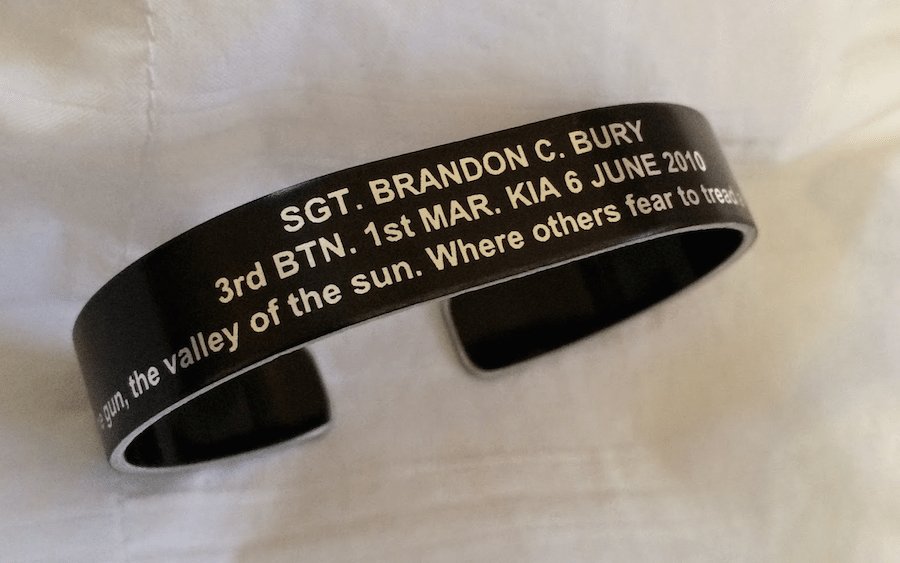 SGT. BRANDON C. BURY
3rd BTN. 1st MAR. KIA 6 JUNE 2010
gun, the valley of the sun. Where others fear to tread